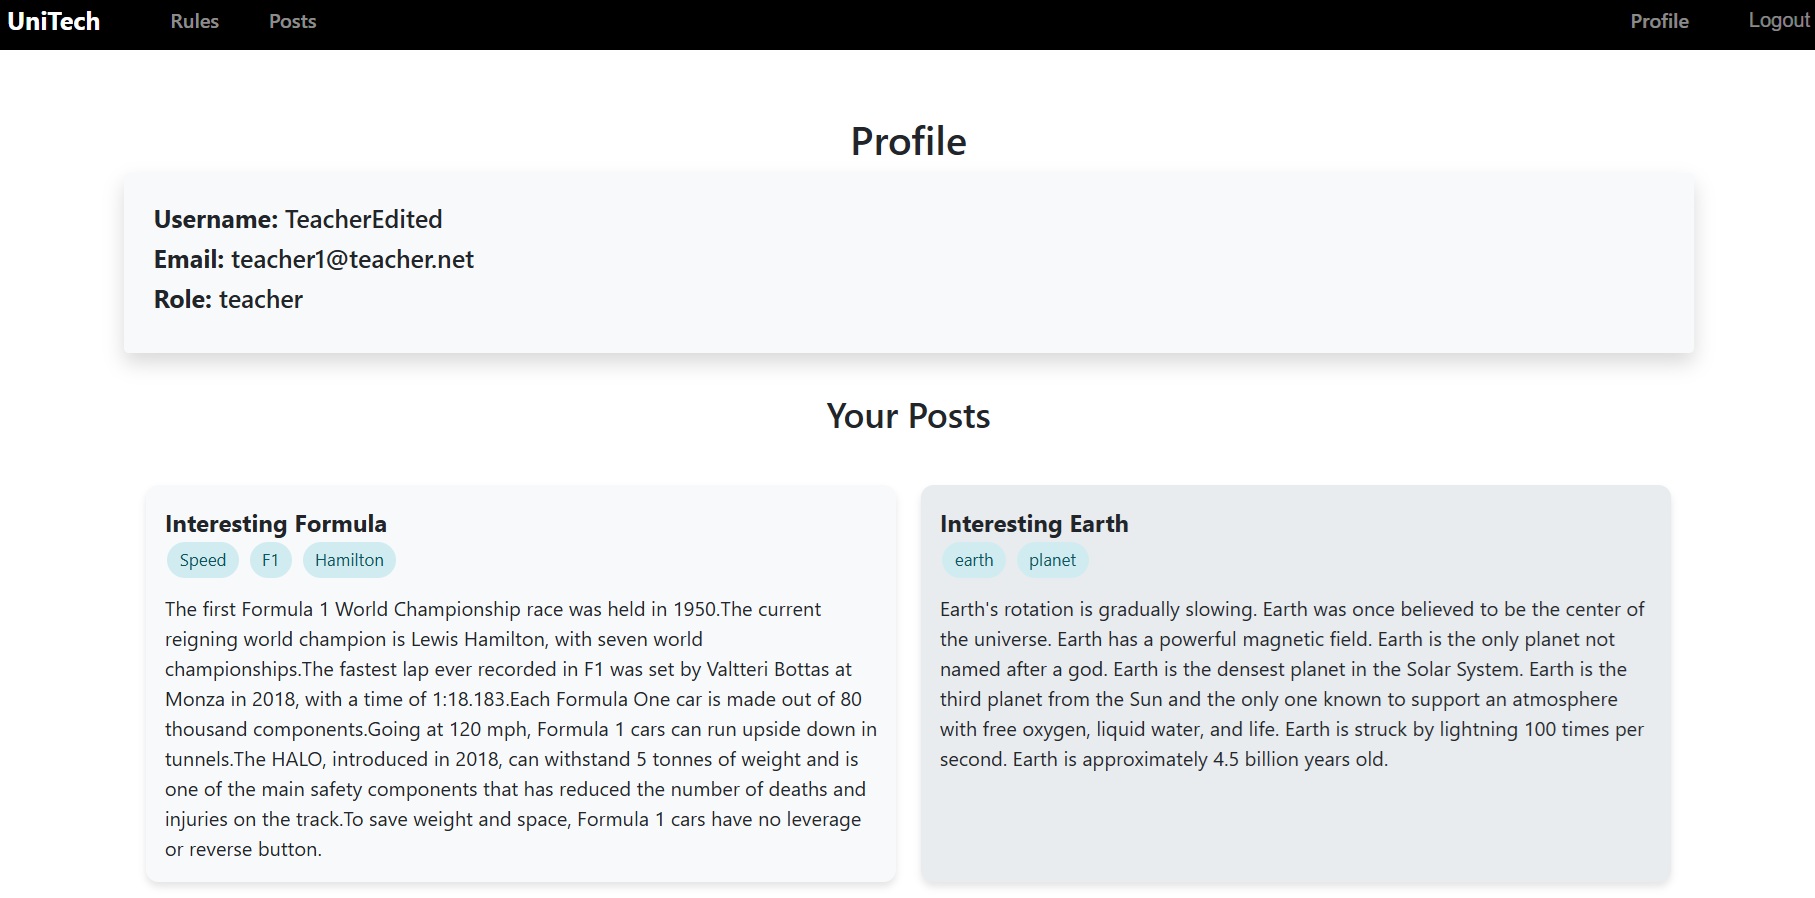 UniTech Rules Posts Profile Logout
Profile
Username: TeacherEdited
Email: teacher1@teacher.net
Role: teacher
Your Posts
Interesting Formula
Speed F1 Hamilton
The first Formula 1 World Championship race was held in 1950.The current
reigning world champion is Lewis Hamilton, with seven world
championships.The fastest lap ever recorded in F1 was set by Valtteri Bottas at
Monza in 2018, with a time of 1:18.183.Each Formula One car is made out of 80
thousand components.Going at 120 mph, Formula 1 cars can run upside down in
tunnels.The HALO, introduced in 2018, can withstand 5 tonnes of weight and is
one of the main safety components that has reduced the number of deaths and
injuries on the track.To save weight and space, Formula 1 cars have no leverage
or reverse button.
Interesting Earth
earth planet
Earth's rotation is gradually slowing. Earth was once believed to be the center of
the universe. Earth has a powerful magnetic field. Earth is the only planet not
named after a god. Earth is the densest planet in the Solar System. Earth is the
third planet from the Sun and the only one known to support an atmosphere
with free oxygen, liquid water, and life. Earth is struck by lightning 100 times per
second. Earth is approximately 4.5 billion years old.